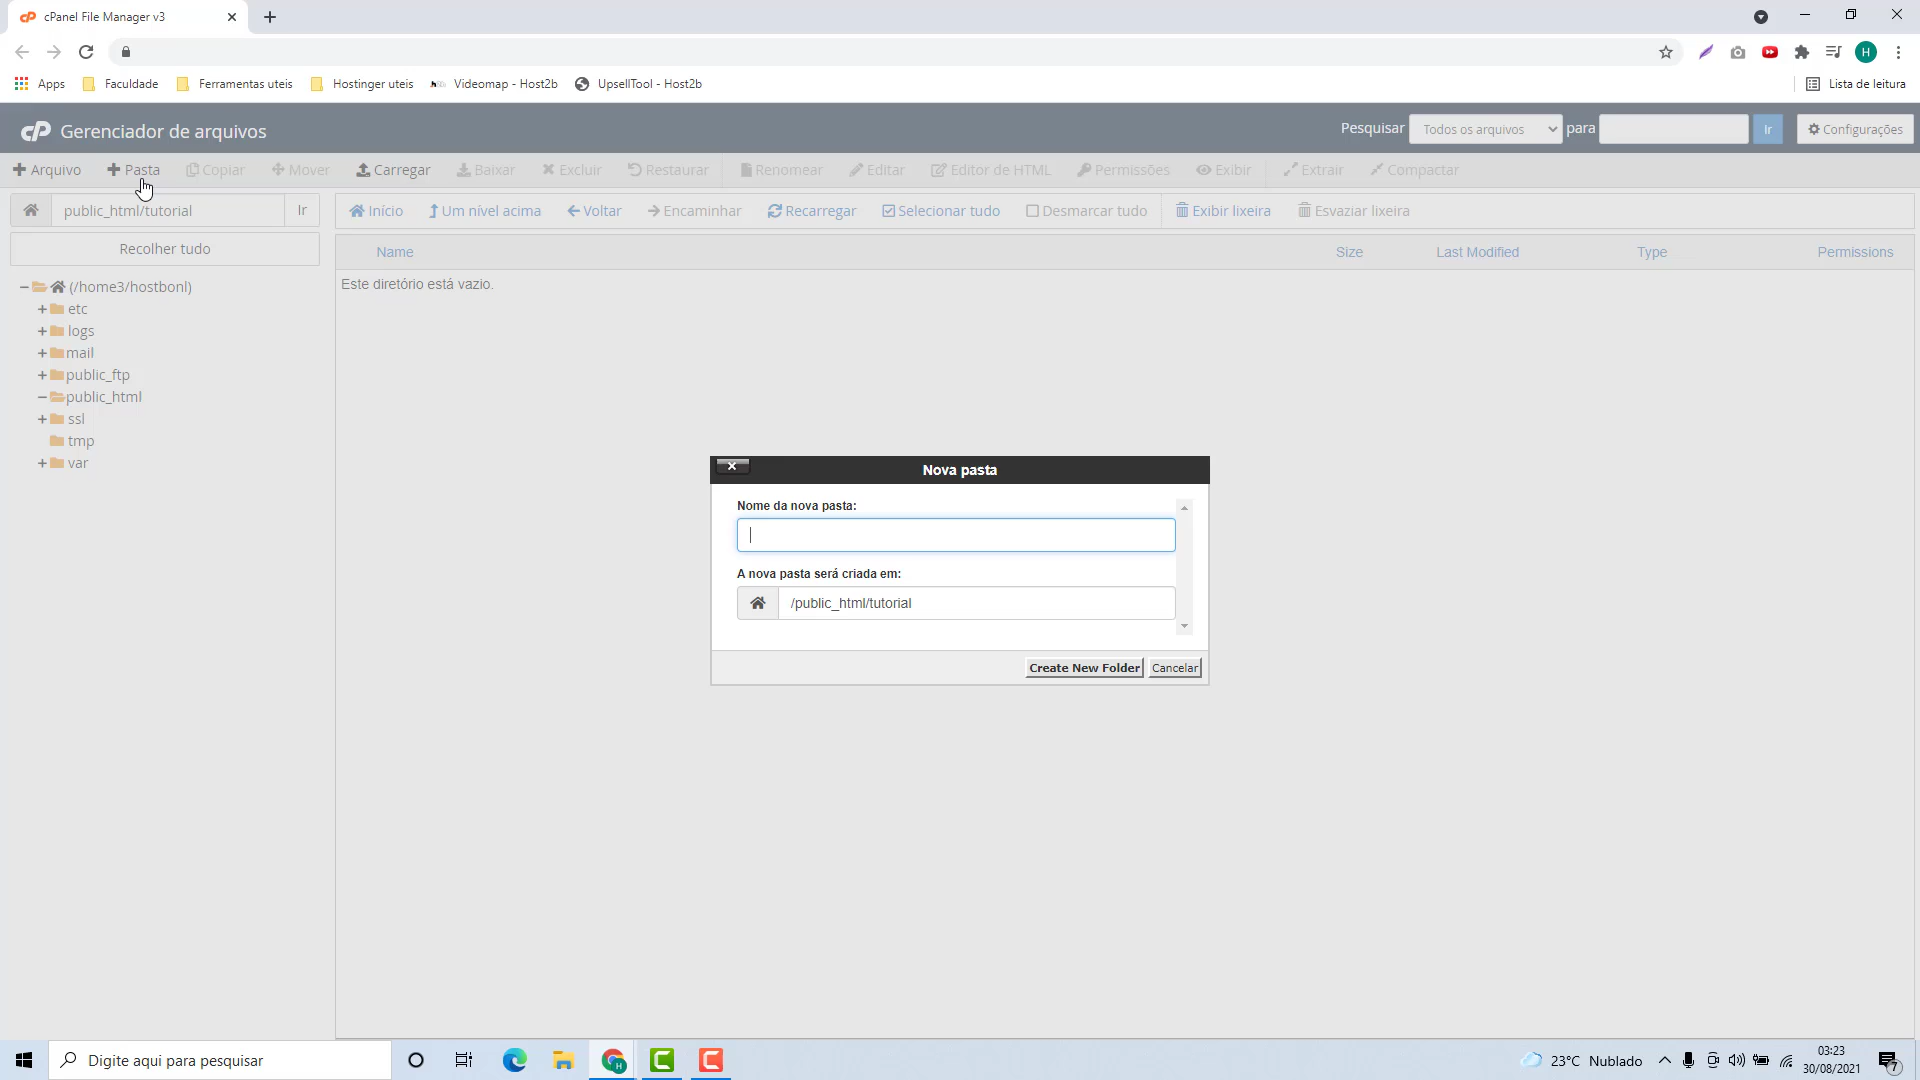 cPanel File Manager v3
Apps
Faculdade
Ferramentas uteis
Hostinger uteis
Videomap - Host2b
UpsellTool - Host2b
Lista de leitura
H
cP Gerenciador de arquivos
Pesquisar
Todos os arquivos
para
Ir
Configurações
Arquivo
Pasta
Copiar
Mover
Carregar
Baixar
Excluir
Restaurar
Renomear
Editar
Editor de HTML
Permissões
Exibir
Extrair
Compactar
public_html/tutorial
Ir
Início
Um nível acima
Voltar
Encaminhar
Recarregar
Selecionar tudo
Desmarcar tudo
Exibir lixeira
Esvaziar lixeira
Recolher tudo
Name
Size
Last Modified
Type
Permissions
Este diretório está vazio.
(/home3/hostbonl)
etc
logs
mail
public_ftp
public_html
ssl
tmp
var
Nova pasta
Nome da nova pasta:
A nova pasta será criada em:
/public_html/tutorial
Create New Folder
Cancelar
Digite aqui para pesquisar
23°C Nublado
03:23
30/08/2021
7